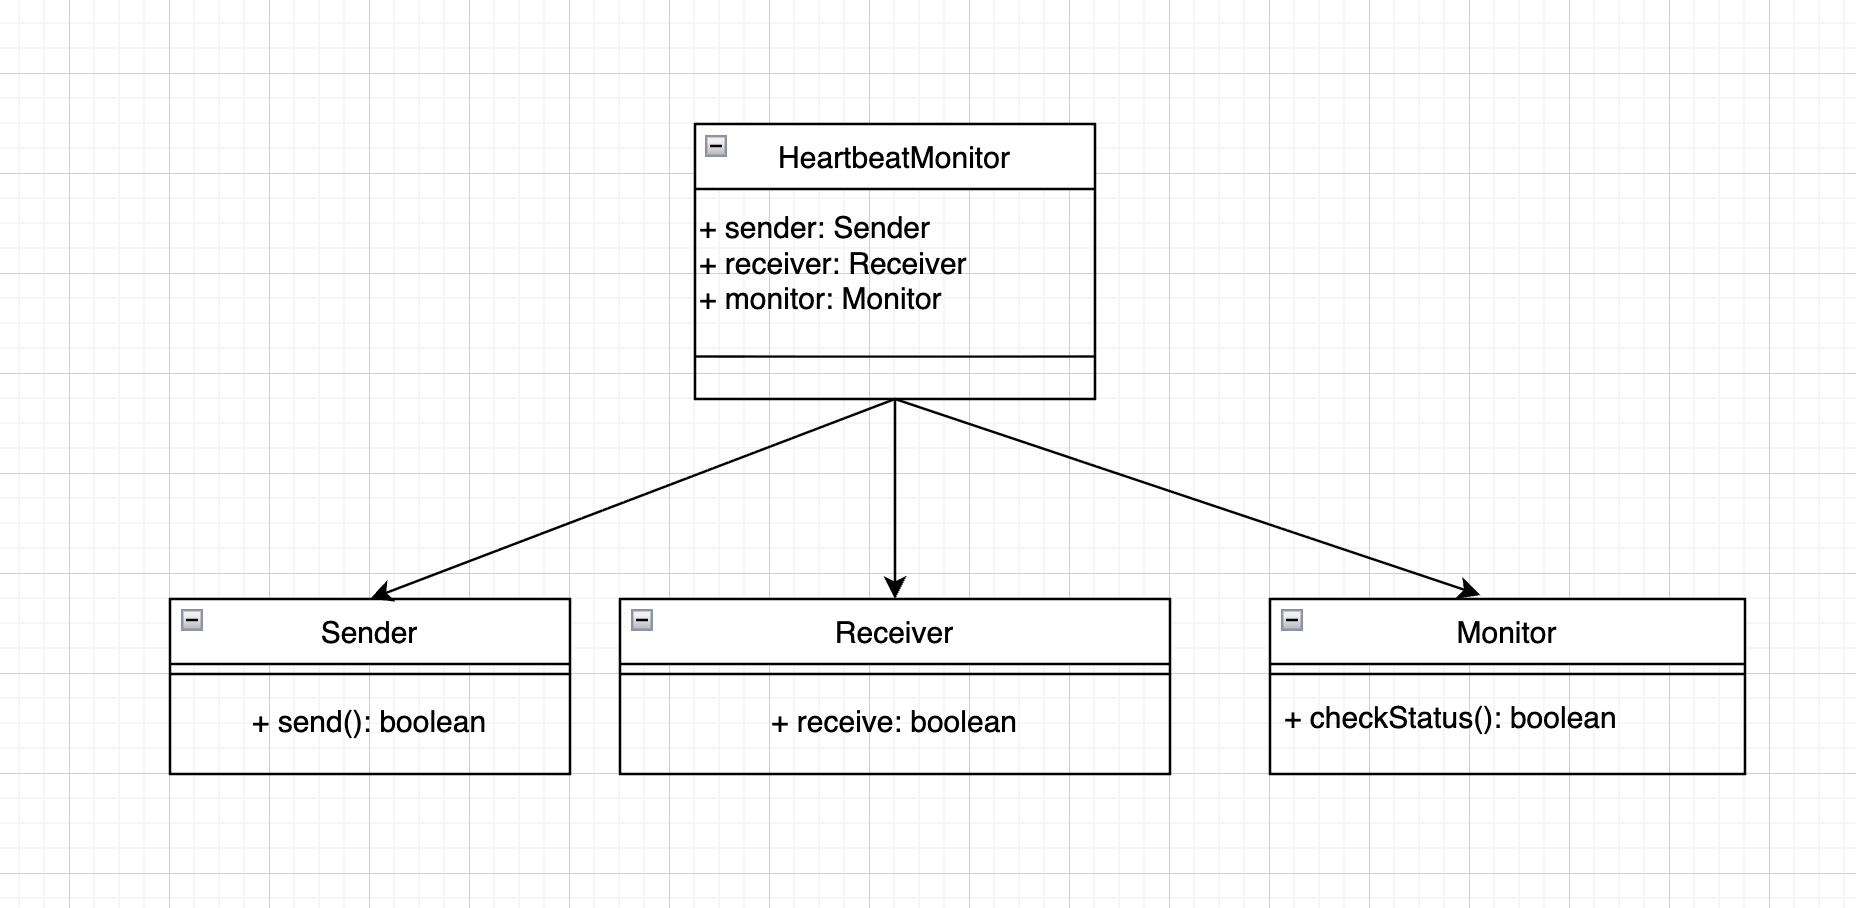 HeartbeatMonitor
+ sender: Sender
+ receiver: Receiver
+ monitor: Monitor
Sender
+ send(): boolean
Receiver
+ receive: boolean
Monitor
+ checkStatus(): boolean